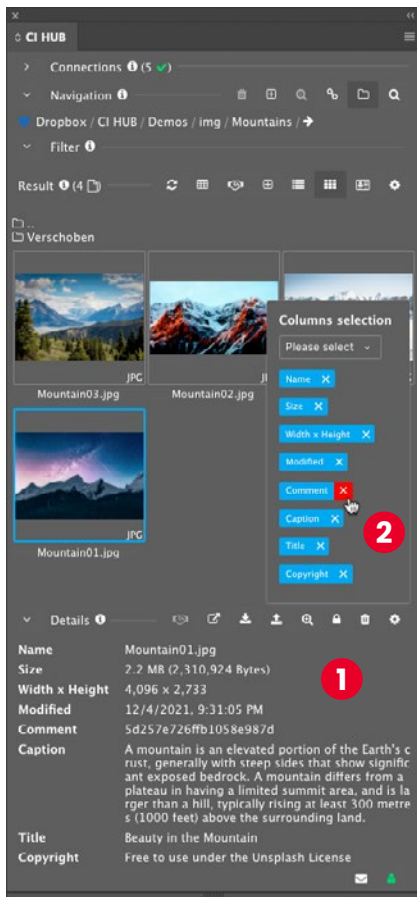 x «
CI HUB
Connections (5 ✔)
Navigation
Dropbox / CI HUB / Demos / img / Mountains / →
Filter
Result (4)
..
Verschoben
JPG
Mountain03.jpg
Mountain02.jpg
Columns selection
Please select
Name X
Size X
Width x Height X
Modified X
Comment X
Caption X
Title X
Copyright X
2
JPG
Mountain01.jpg
Details
Name Mountain01.jpg
Size 2.2 MB (2,310,924 Bytes)
Width x Height 4,096 x 2,733
Modified 12/4/2021, 9:31:05 PM
Comment 5d257e726ffb1058e987d
Caption A mountain is an elevated portion of the Earth's c
rust, generally with steep sides that show signific
ant exposed bedrock. A mountain differs from a
plateau in having a limited summit area, and is la
rger than a hill, typically rising at least 300 metre
s (1000 feet) above the surrounding land.
Title Beauty in the Mountain
Copyright Free to use under the Unsplash License
1